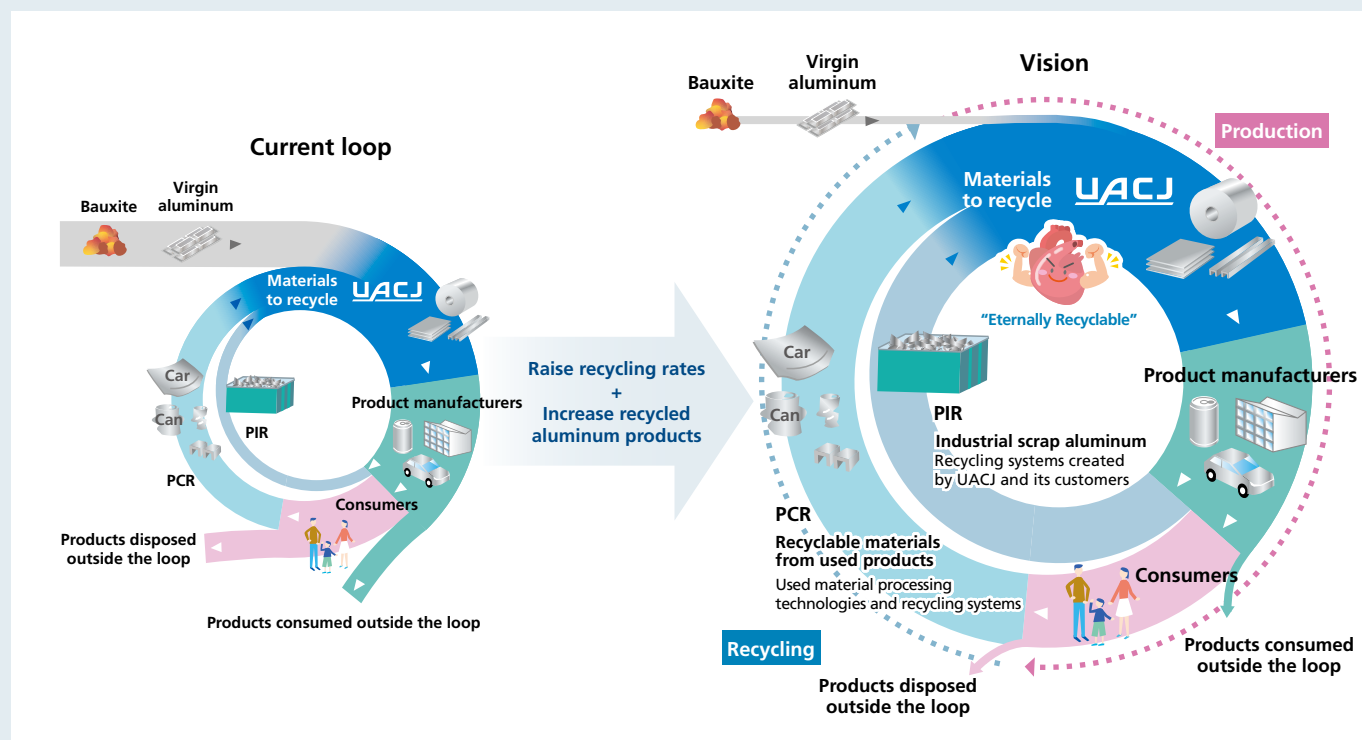 Current loop
Bauxite
Virgin
aluminum
Materials
to recycle
UACJ
Car
Can
PIR
PCR
Product manufacturers
Consumers
Products disposed
outside the loop
Products consumed outside the loop
Raise recycling rates
+
Increase recycled
aluminum products
Vision
Bauxite
Virgin
aluminum
Production
Materials
to recycle
UACJ
"Eternally Recyclable"
Car
Can
Product manufacturers
PIR
Industrial scrap aluminum
Recycling systems created
by UACJ and its customers
PCR
Recyclable materials
from used products
Used material processing
technologies and recycling systems
Consumers
Recycling
Products disposed
outside the loop
Products consumed
outside the loop